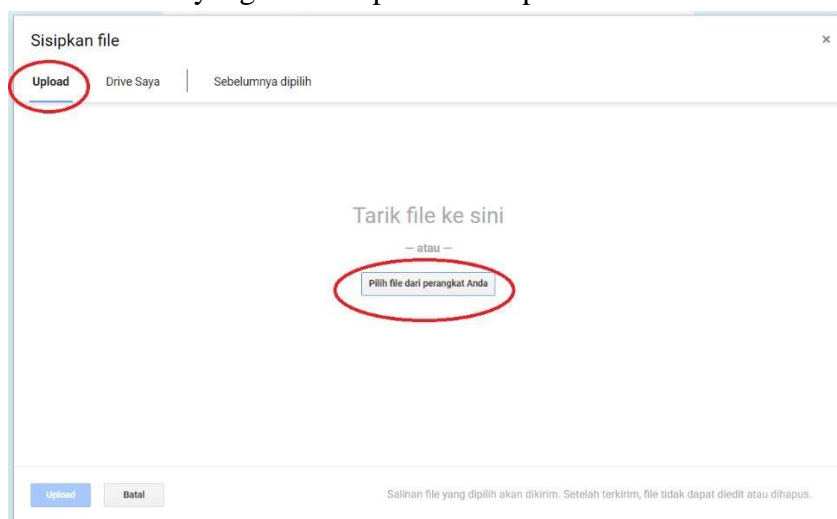 Sisipkan file ×
Upload Drive Saya Sebelumnya dipilih
Tarik file ke sini
— atau —
Pilih file dari perangkat Anda
Upload Batal Salinan file yang dipilih akan dikirim. Setelah terkirim, file tidak dapat diedit atau dihapus.